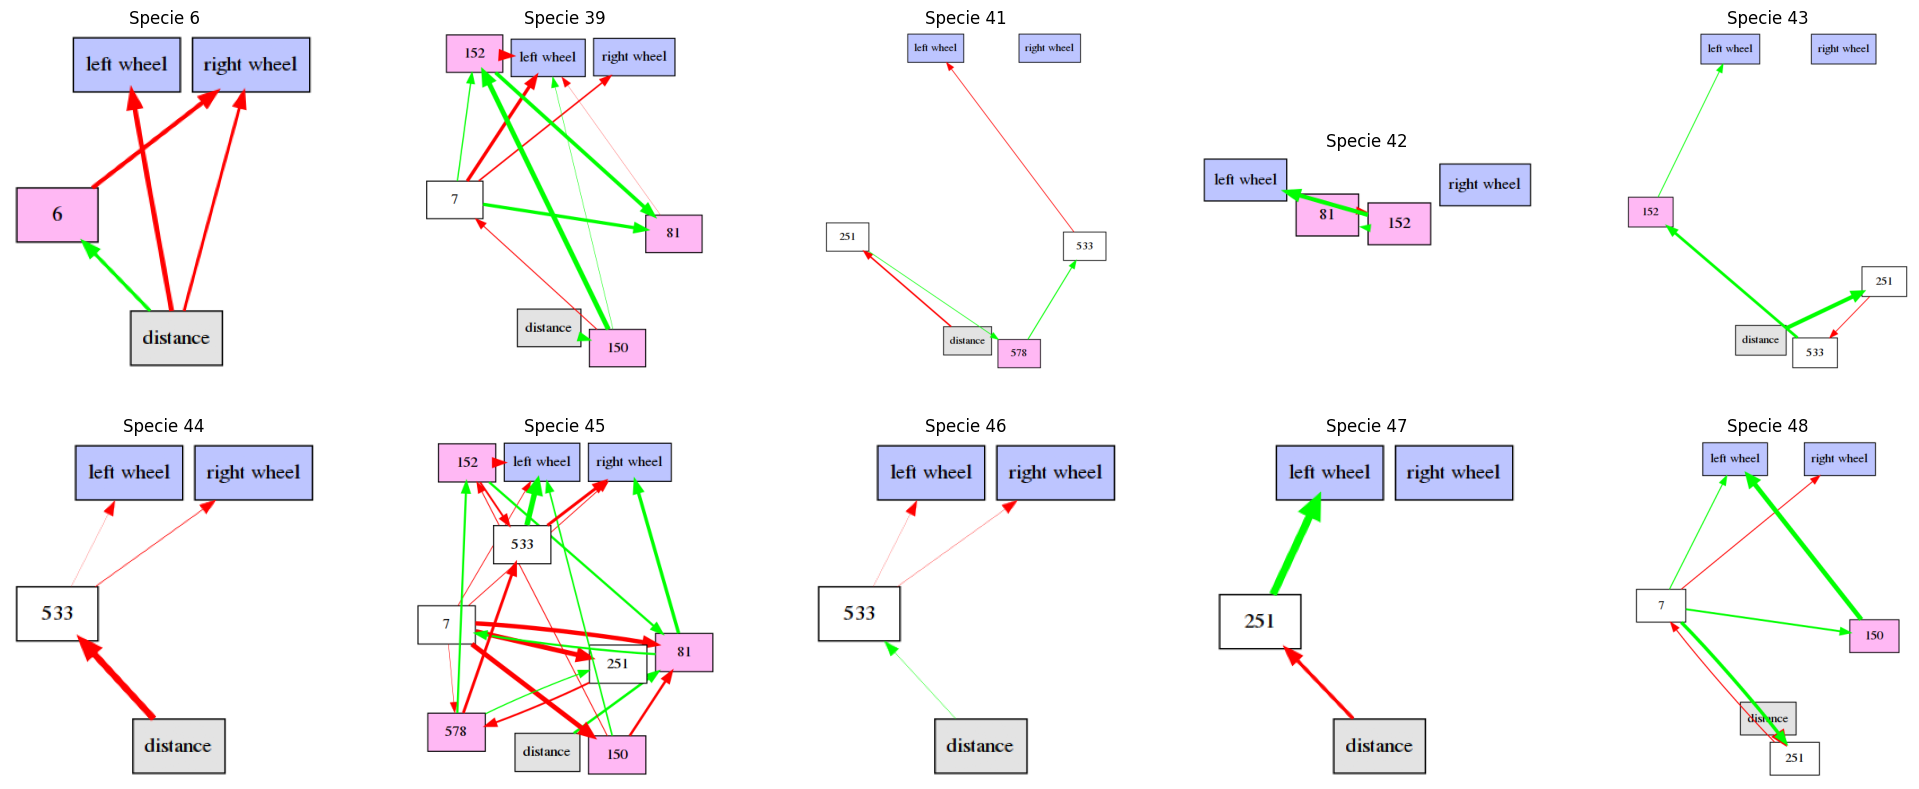 Specie 6
left wheel
right wheel
6
distance
Specie 39
152
left wheel
right wheel
7
81
distance
150
Specie 41
left wheel
right wheel
251
533
distance
578
Specie 42
left wheel
right wheel
81
152
Specie 43
left wheel
right wheel
152
251
distance
533
Specie 44
left wheel
right wheel
533
distance
Specie 45
152
left wheel
right wheel
533
7
81
251
578
distance
150
Specie 46
left wheel
right wheel
533
distance
Specie 47
left wheel
right wheel
251
distance
Specie 48
left wheel
right wheel
7
150
distance
251